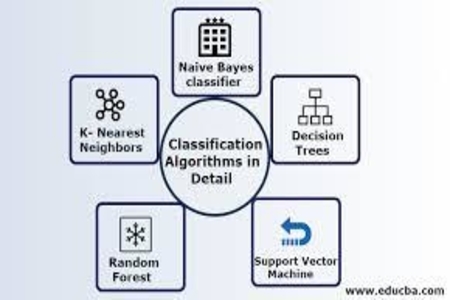 Naive Bayes
classifier
K- Nearest
Neighbors
Classification
Algorithms in
Detail
Decision
Trees
Random
Forest
Support Vector
Machine
www.educba.com